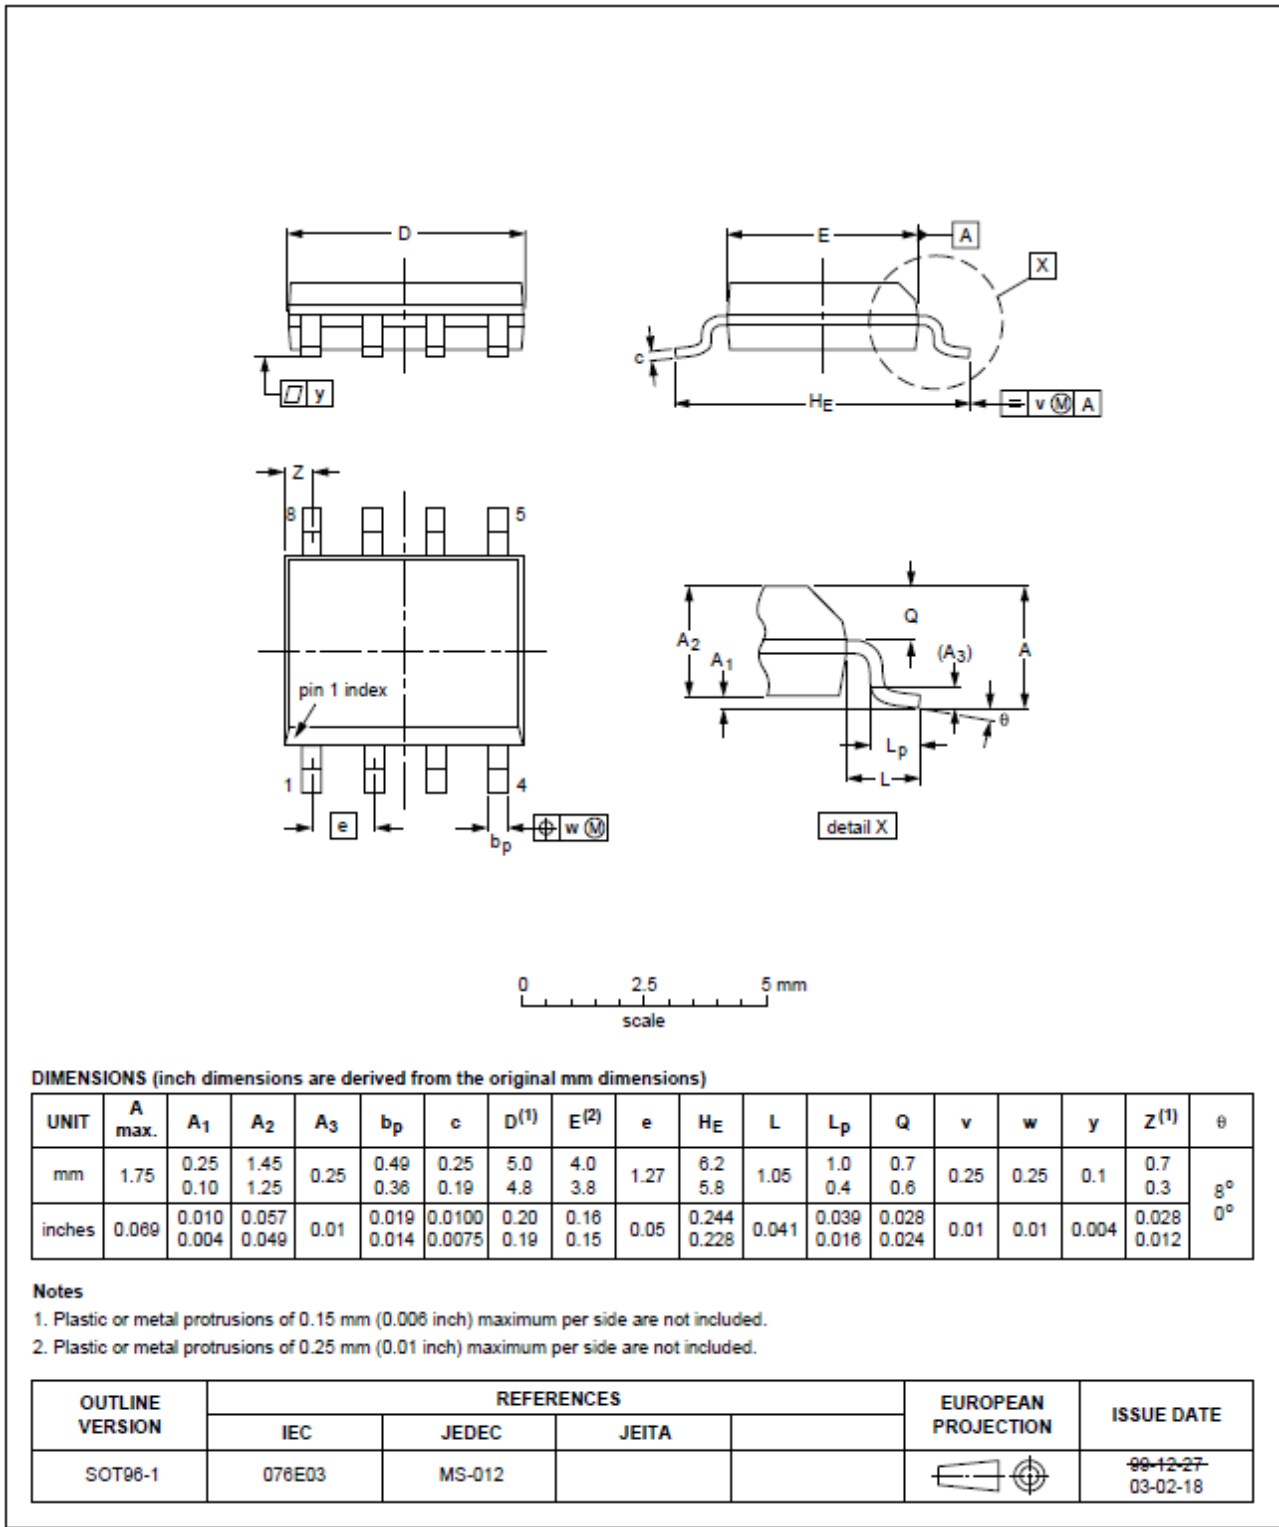 D
E
A
X
c
y
HE
= v Ⓜ A
Z
8
5
pin 1 index
1
4
e
bp
⌖ w Ⓜ
A2
A1
Q
(A3)
A
θ
Lp
L
detail X
0 2.5 5 mm
scale
DIMENSIONS (inch dimensions are derived from the original mm dimensions)
UNIT A max. A1 A2 A3 bp c D(1) E(2) e HE L Lp Q v w y Z(1) θ
mm 1.75 0.25 0.10 1.45 1.25 0.25 0.49 0.36 0.25 0.19 5.0 4.8 4.0 3.8 1.27 6.2 5.8 1.05 1.0 0.4 0.7 0.6 0.25 0.25 0.1 0.7 0.3 8° 0°
inches 0.069 0.010 0.004 0.057 0.049 0.01 0.019 0.014 0.0100 0.0075 0.20 0.19 0.16 0.15 0.05 0.244 0.228 0.041 0.039 0.016 0.028 0.024 0.01 0.01 0.004 0.028 0.012
Notes
1. Plastic or metal protrusions of 0.15 mm (0.006 inch) maximum per side are not included.
2. Plastic or metal protrusions of 0.25 mm (0.01 inch) maximum per side are not included.
OUTLINE VERSION REFERENCES EUROPEAN PROJECTION ISSUE DATE
IEC JEDEC JEITA
SOT96-1 076E03 MS-012 99-12-27
03-02-18